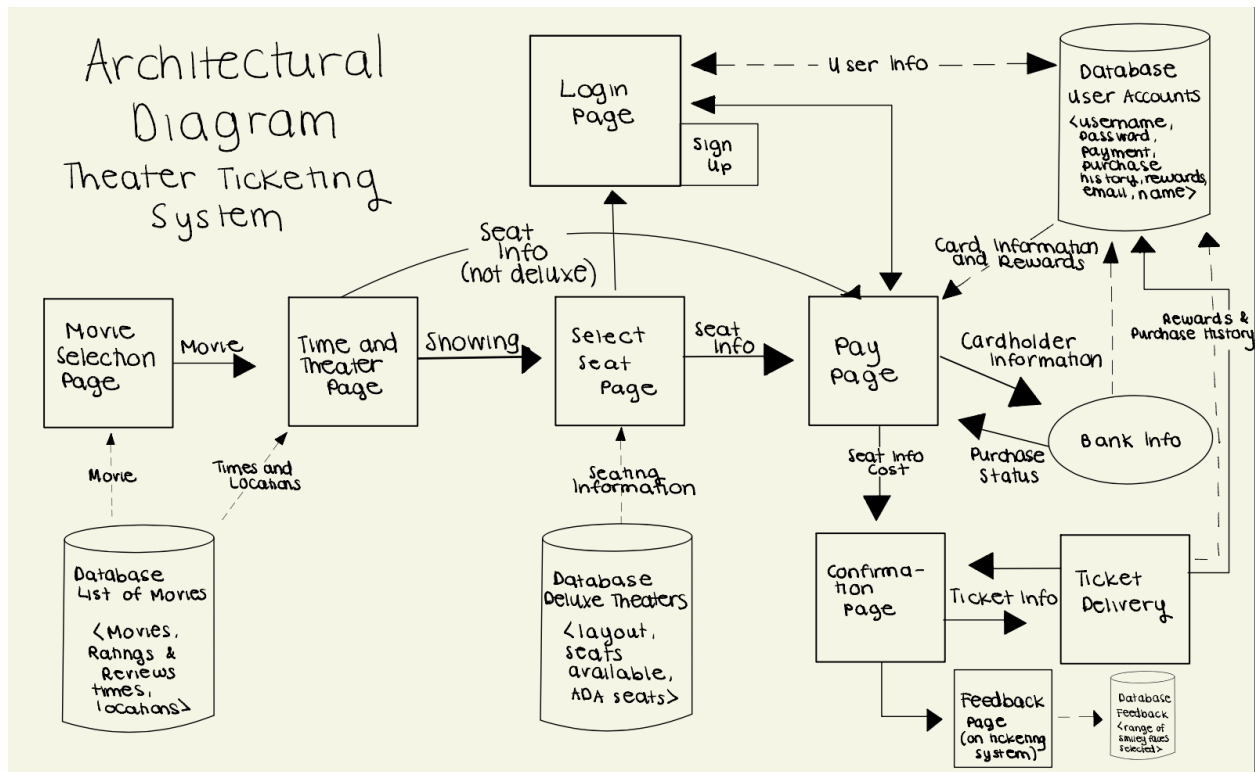 Architectural
Diagram
Theater Ticketing
System
Login
Page
Sign
Up
User Info
Database
User Accounts
<username,
password,
payment,
purchase
history, rewards,
email, name>
Seat
Info
(not deluxe)
Card Information
and Rewards
Movie
Selection
Page
Movie
Time and
Theater
Page
Showing
Select
Seat
Page
Seat
Info
Pay
Page
Cardholder
Information
Rewards &
Purchase History
Bank Info
Purchase
Status
Movie
Times and
Locations
Seating
Information
Seat Info
Cost
Database
List of Movies
<Movies,
Ratings &
Reviews
times,
locations>
Database
Deluxe Theaters
<layout,
seats
available,
ADA seats>
Confirma-
tion
Page
Ticket Info
Ticket
Delivery
Feedback
Page
(on ticketing
system)
Database
Feedback
<range of
smiley faces
selected>